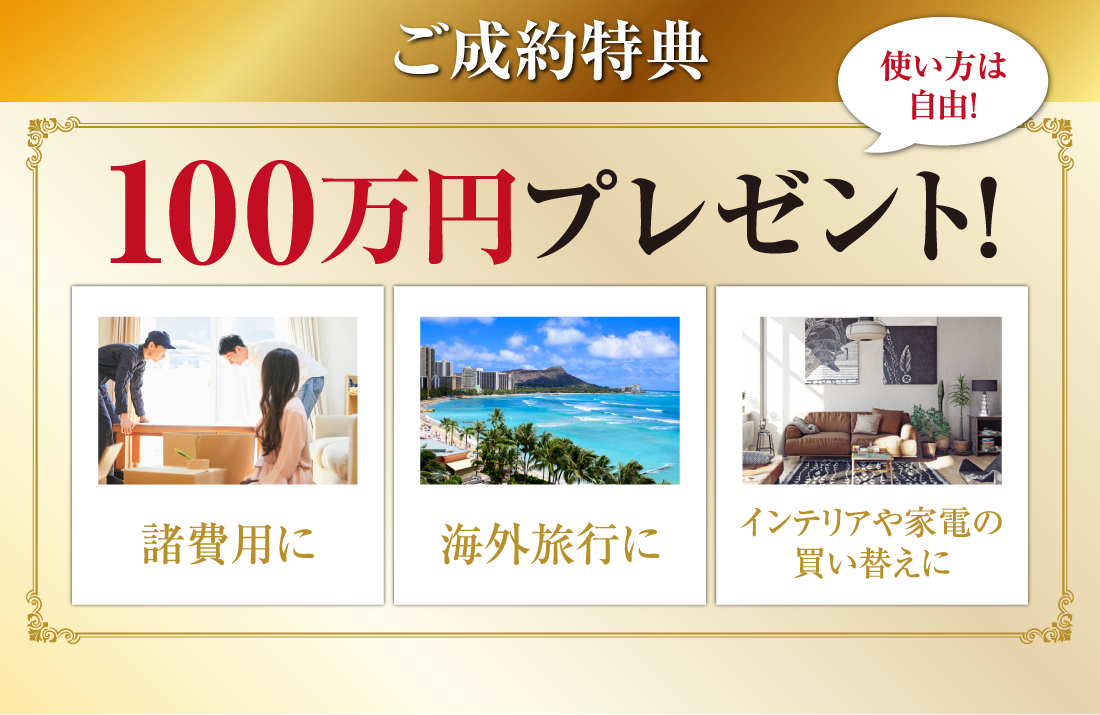 ご成約特典
使い方は
自由!
100万円プレゼント!
諸費用に
海外旅行に
インテリアや家電の
買い替えに